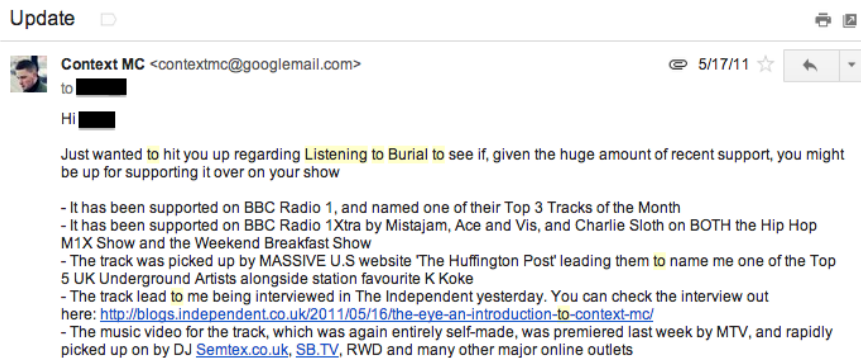 Update
Context MC <contextmc@googlemail.com>
5/17/11
to
Hi
Just wanted to hit you up regarding Listening to Burial to see if, given the huge amount of recent support, you might
be up for supporting it over on your show
- It has been supported on BBC Radio 1, and named one of their Top 3 Tracks of the Month
- It has been supported on BBC Radio 1Xtra by Mistajam, Ace and Vis, and Charlie Sloth on BOTH the Hip Hop
M1X Show and the Weekend Breakfast Show
- The track was picked up by MASSIVE U.S website 'The Huffington Post' leading them to name me one of the Top
5 UK Underground Artists alongside station favourite K Koke
- The track lead to me being interviewed in The Independent yesterday. You can check the interview out
here: http://blogs.independent.co.uk/2011/05/16/the-eye-an-introduction-to-context-mc/
- The music video for the track, which was again entirely self-made, was premiered last week by MTV, and rapidly
picked up on by DJ Semtex.co.uk, SB.TV, RWD and many other major online outlets